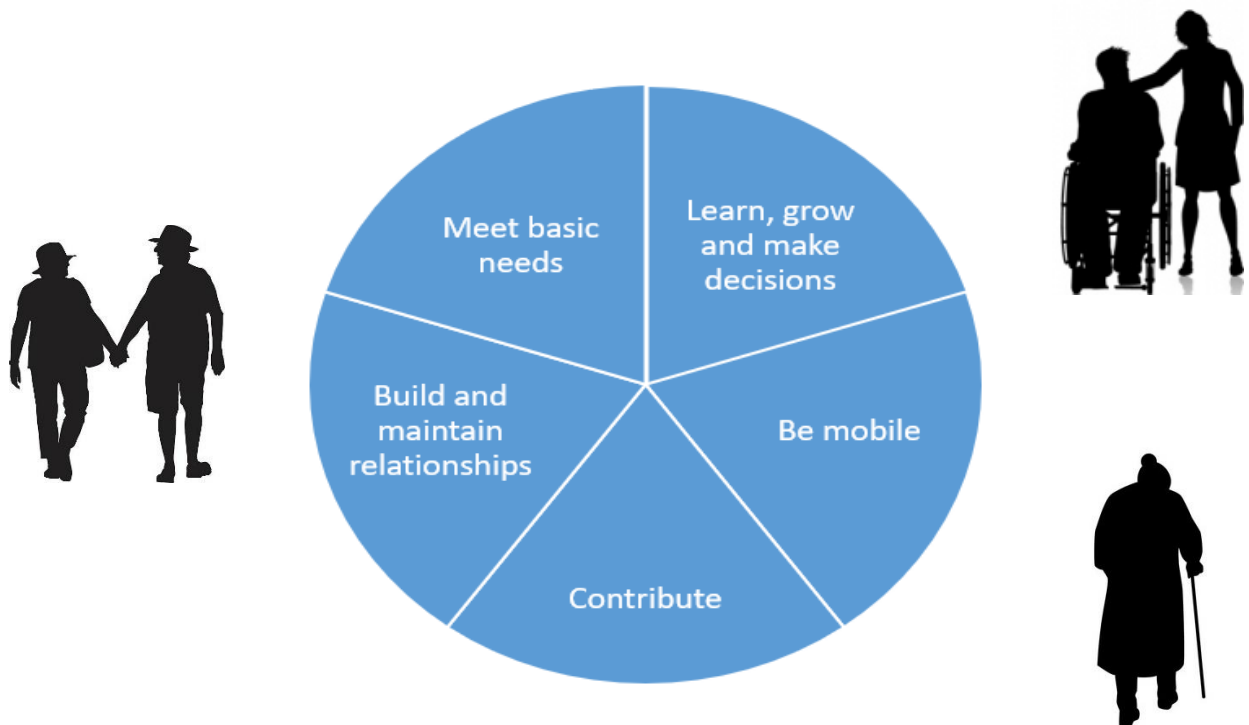 Meet basic
needs
Learn, grow
and make
decisions
Build and
maintain
relationships
Be mobile
Contribute